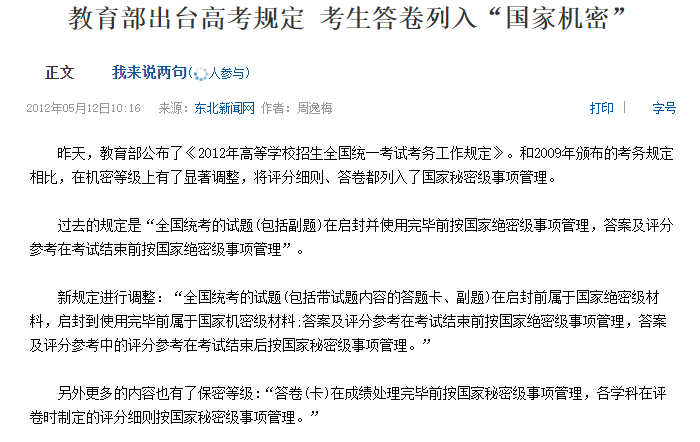 教育部出台高考规定 考生答卷列入“国家机密”
正文 我来说两句(人参与)
2012年05月12日10:16 来源：东北新闻网 作者：周逸梅 打印 | 字号
昨天，教育部公布了《2012年高等学校招生全国统一考试考务工作规定》。和2009年颁布的考务规定
相比，在机密等级上有了显著调整，将评分细则、答卷都列入了国家秘密级事项管理。
过去的规定是“全国统考的试题(包括副题)在启封并使用完毕前按国家绝密级事项管理，答案及评分
参考在考试结束前按国家绝密级事项管理”。
新规定进行调整：“全国统考的试题(包括带试题内容的答题卡、副题)在启封前属于国家绝密级材
料，启封到使用完毕前属于国家机密级材料;答案及评分参考在考试结束前按国家绝密级事项管理，答案
及评分参考中的评分参考在考试结束后按国家秘密级事项管理。”
另外更多的内容也有了保密等级:“答卷(卡)在成绩处理完毕前按国家秘密级事项管理，各学科在评
卷时制定的评分细则按国家秘密级事项管理。”